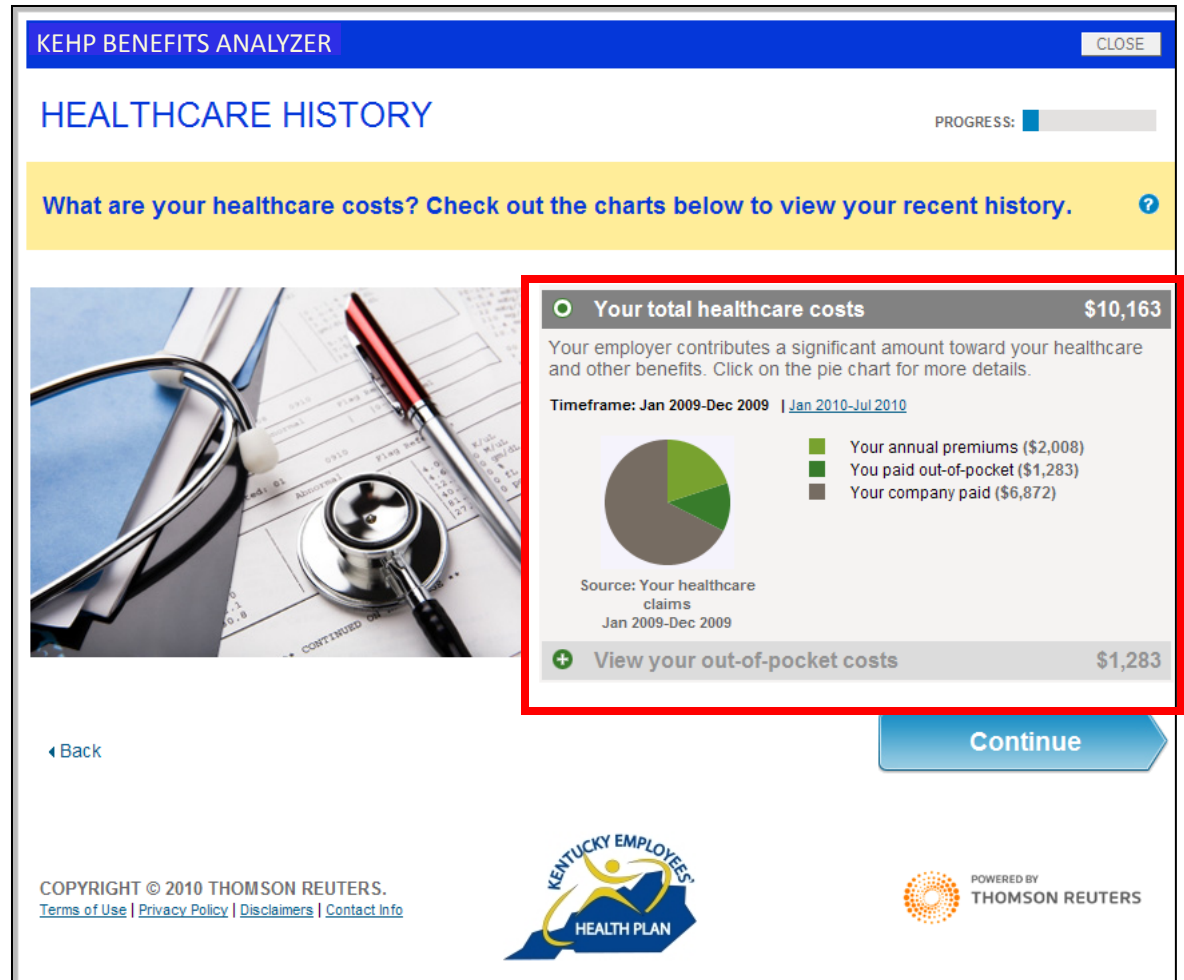 KEHP BENEFITS ANALYZER
CLOSE
HEALTHCARE HISTORY
PROGRESS:
What are your healthcare costs? Check out the charts below to view your recent history.
?
Your total healthcare costs $10,163
Your employer contributes a significant amount toward your healthcare
and other benefits. Click on the pie chart for more details.
Timeframe: Jan 2009-Dec 2009 | Jan 2010-Jul 2010
Your annual premiums ($2,008)
You paid out-of-pocket ($1,283)
Your company paid ($6,872)
Source: Your healthcare
claims
Jan 2009-Dec 2009
View your out-of-pocket costs $1,283
0910
Abnormal
CONTINUED ON
Back
Continue
COPYRIGHT © 2010 THOMSON REUTERS.
Terms of Use | Privacy Policy | Disclaimers | Contact Info
KENTUCKY EMPLOYEES'
HEALTH PLAN
POWERED BY
THOMSON REUTERS